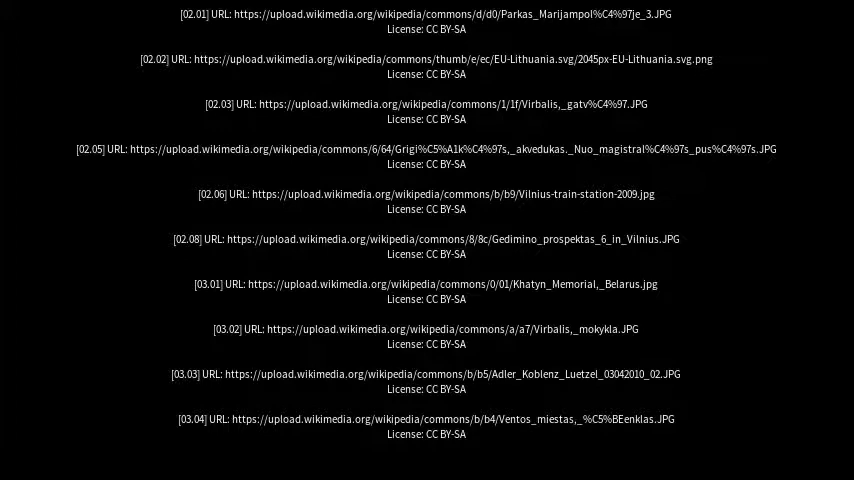 [02.01] URL: https://upload.wikimedia.org/wikipedia/commons/d/d0/Parkas_Marijampol%C4%97je_3.JPG
License: CC BY-SA
[02.02] URL: https://upload.wikimedia.org/wikipedia/commons/thumb/e/ec/EU-Lithuania.svg/2045px-EU-Lithuania.svg.png
License: CC BY-SA
[02.03] URL: https://upload.wikimedia.org/wikipedia/commons/1/1f/Virbalis,_gatv%C4%97.JPG
License: CC BY-SA
[02.05] URL: https://upload.wikimedia.org/wikipedia/commons/6/64/Grigi%C5%A1k%C4%97s,_akvedukas._Nuo_magistral%C4%97s_pus%C4%97s.JPG
License: CC BY-SA
[02.06] URL: https://upload.wikimedia.org/wikipedia/commons/b/b9/Vilnius-train-station-2009.jpg
License: CC BY-SA
[02.08] URL: https://upload.wikimedia.org/wikipedia/commons/8/8c/Gedimino_prospektas_6_in_Vilnius.JPG
License: CC BY-SA
[03.01] URL: https://upload.wikimedia.org/wikipedia/commons/0/01/Khatyn_Memorial,_Belarus.jpg
License: CC BY-SA
[03.02] URL: https://upload.wikimedia.org/wikipedia/commons/a/a7/Virbalis,_mokykla.JPG
License: CC BY-SA
[03.03] URL: https://upload.wikimedia.org/wikipedia/commons/b/b5/Adler_Koblenz_Luetzel_03042010_02.JPG
License: CC BY-SA
[03.04] URL: https://upload.wikimedia.org/wikipedia/commons/b/b4/Ventos_miestas,_%C5%BEenklas.JPG
License: CC BY-SA